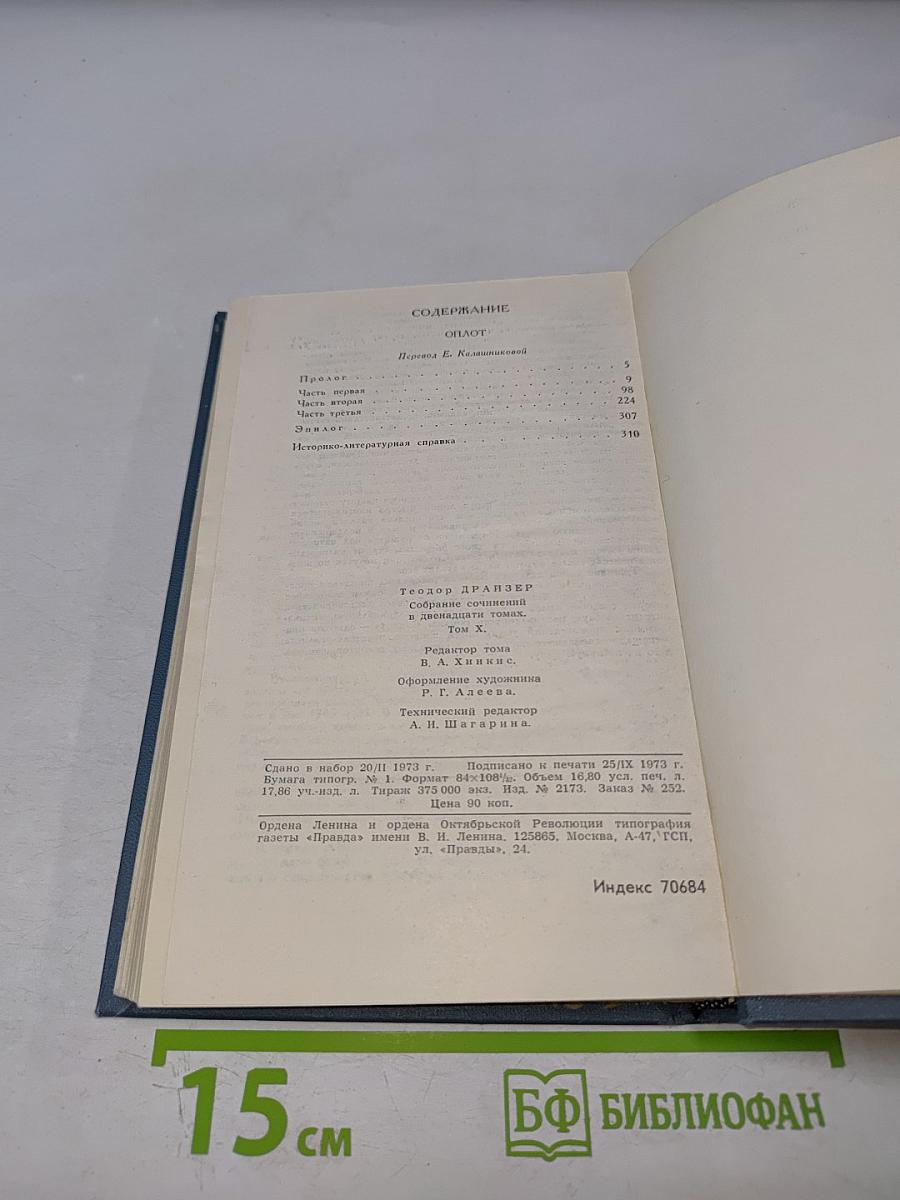 СОДЕРЖАНИЕ
ОПЛОТ
Перевод Е. Калашниковой
Пролог . . . . . . . . . . . . . . . . . . . . 5
Часть первая . . . . . . . . . . . . . . . . . 9
Часть вторая . . . . . . . . . . . . . . . . . 98
Часть третья . . . . . . . . . . . . . . . . . 224
Эпилог . . . . . . . . . . . . . . . . . . . . 307
Историко-литературная справка . . . . . . . . . 310
Теодор ДРАЙЗЕР
Собрание сочинений
в двенадцати томах.
Том X.
Редактор тома
В. А. Хинкис.
Оформление художника
Р. Г. Алеева.
Технический редактор
А. И. Шагарина.
Сдано в набор 20/II 1973 г. Подписано к печати 25/IX 1973 г.
Бумага типогр. № 1. Формат 84×108¹/₃₂. Объем 16,80 усл. печ. л.
17,86 уч.-изд. л. Тираж 375 000 экз. Изд. № 2173. Заказ № 252.
Цена 90 коп.
Ордена Ленина и ордена Октябрьской Революции типография
газеты «Правда» имени В. И. Ленина. 125865, Москва, А-47, ГСП,
ул. «Правды», 24.
Индекс 70684
15 см
БФ БИБЛИОФАН